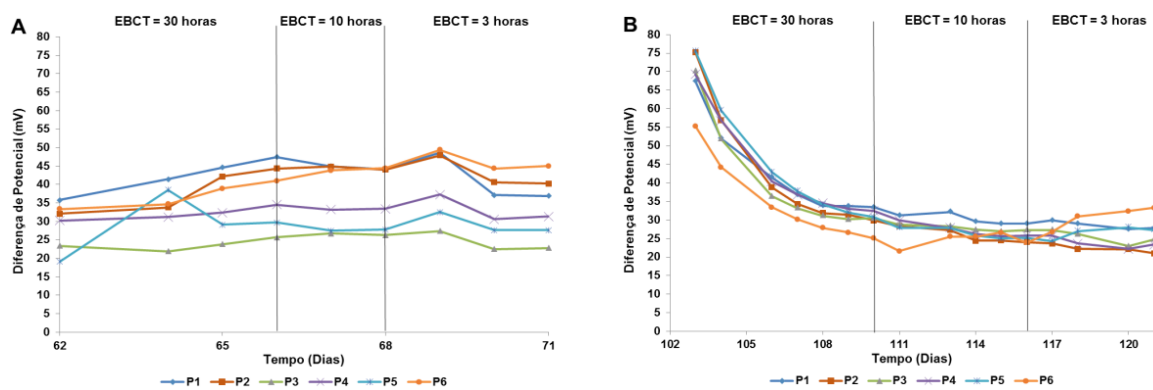 A
EBCT = 30 horas EBCT = 10 horas EBCT = 3 horas
Diferença de Potencial (mV)
80
75
70
65
60
55
50
45
40
35
30
25
20
15
10
5
0
62 65 68 71
Tempo (Dias)
P1 P2 P3 P4 P5 P6
B
EBCT = 30 horas EBCT = 10 horas EBCT = 3 horas
Diferença de Potencial (mV)
80
75
70
65
60
55
50
45
40
35
30
25
20
15
10
5
0
102 105 108 111 114 117 120
Tempo (Dias)
P1 P2 P3 P4 P5 P6